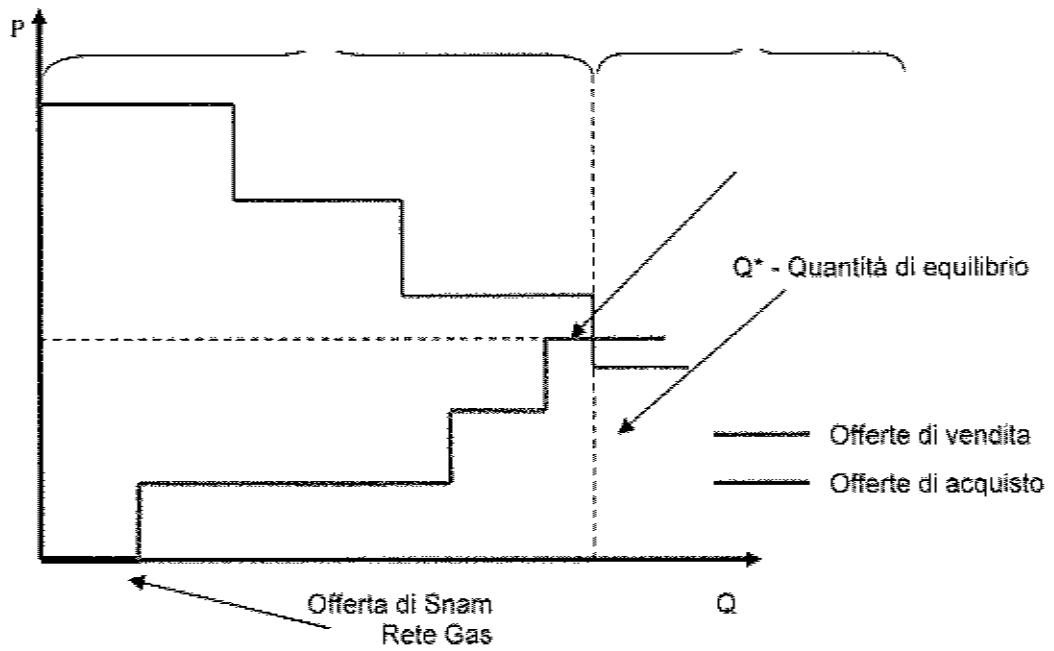 P
Q* - Quantità di equilibrio
Offerte di vendita
Offerte di acquisto
Offerta di Snam
Rete Gas
Q